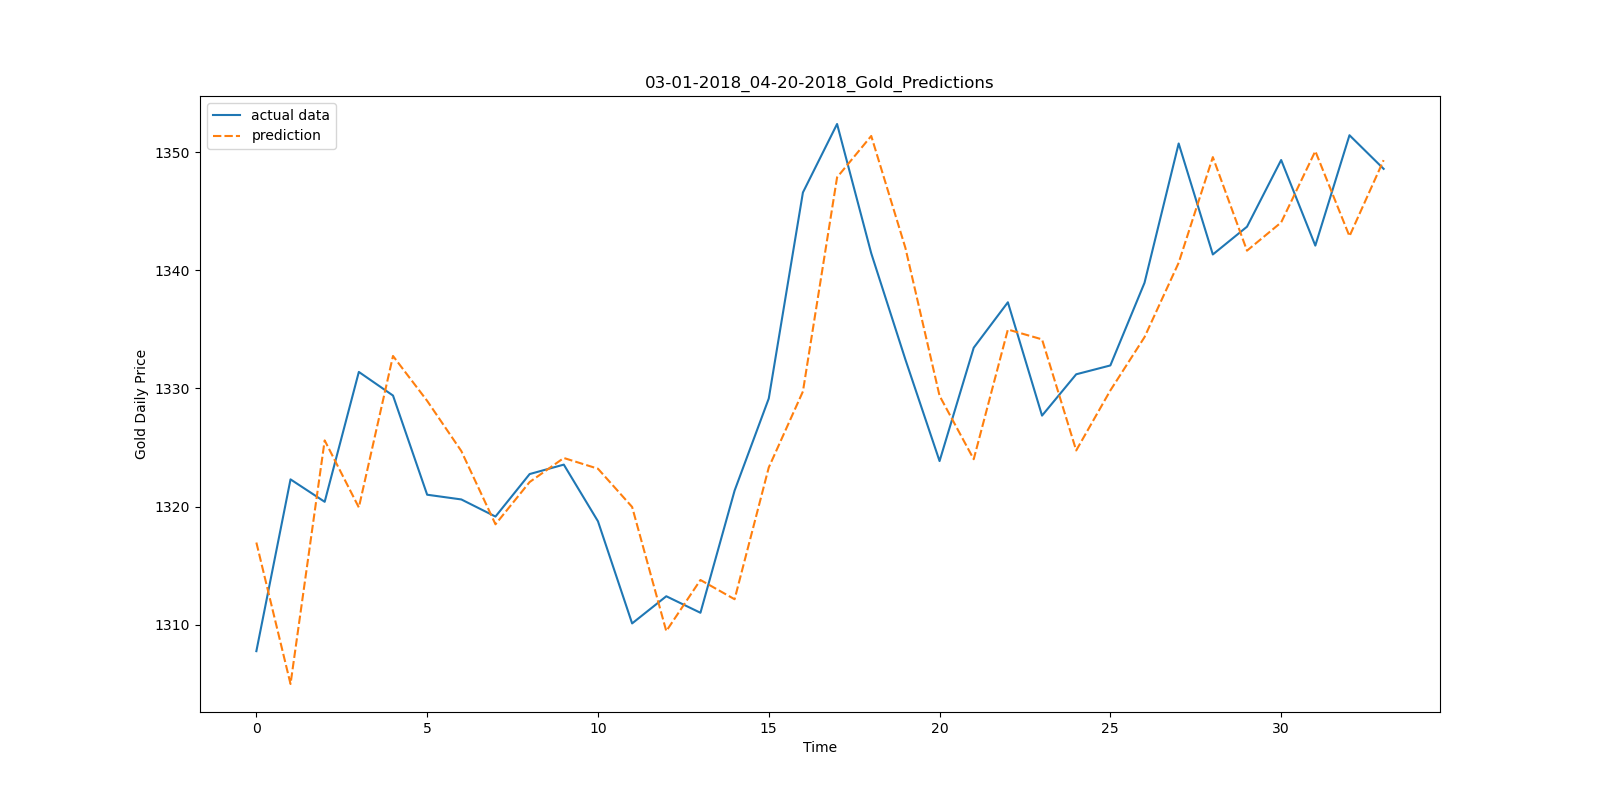 03-01-2018_04-20-2018_Gold_Predictions
actual data
prediction
1350
1340
1330
1320
1310
Gold Daily Price
0 5 10 15 20 25 30
Time